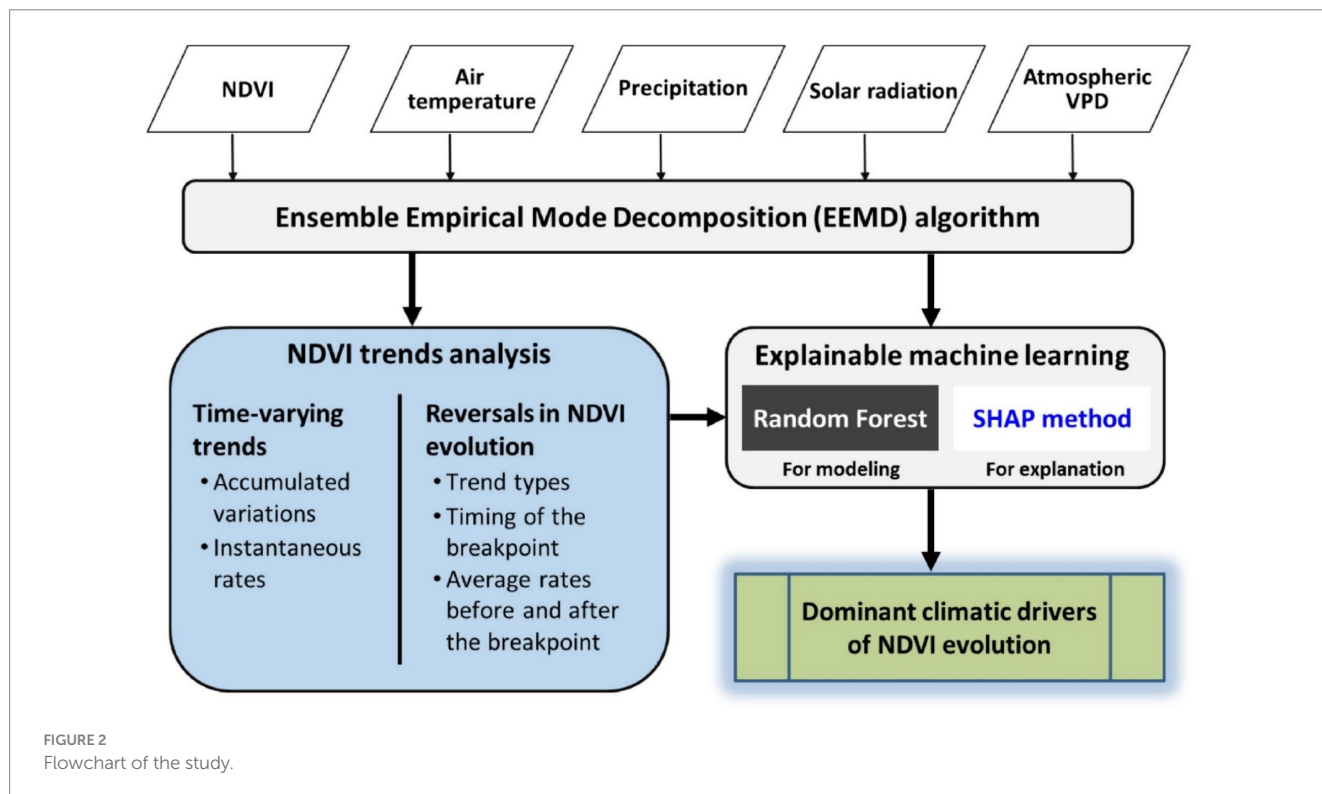 NDVI
Air
temperature
Precipitation
Solar radiation
Atmospheric
VPD
Ensemble Empirical Mode Decomposition (EEMD) algorithm
NDVI trends analysis
Time-varying
trends
• Accumulated
variations
• Instantaneous
rates
Reversals in NDVI
evolution
• Trend types
• Timing of the
breakpoint
• Average rates
before and after
the breakpoint
Explainable machine learning
Random Forest
SHAP method
For modeling
For explanation
Dominant climatic drivers
of NDVI evolution
FIGURE 2
Flowchart of the study.